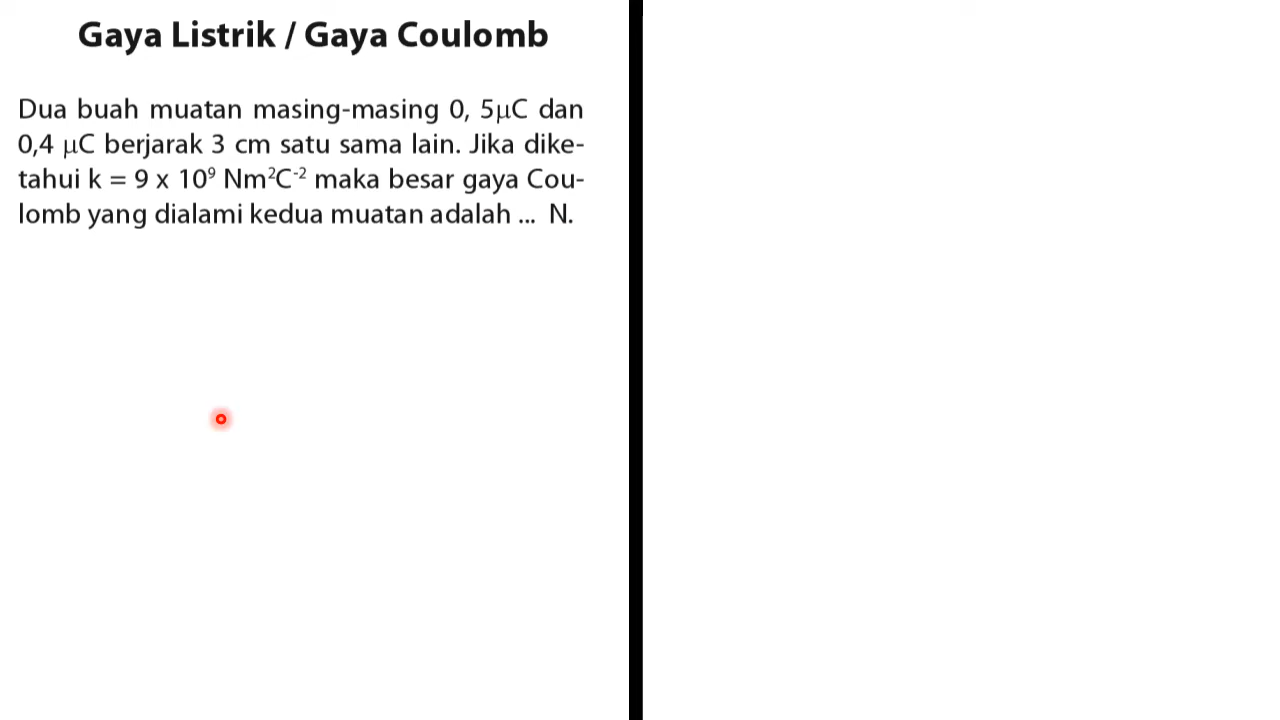 Gaya Listrik / Gaya Coulomb
Dua buah muatan masing-masing 0, 5μC dan
0,4 μC berjarak 3 cm satu sama lain. Jika dike-
tahui k = 9 x 10⁹ Nm²C⁻² maka besar gaya Cou-
lomb yang dialami kedua muatan adalah ... N.